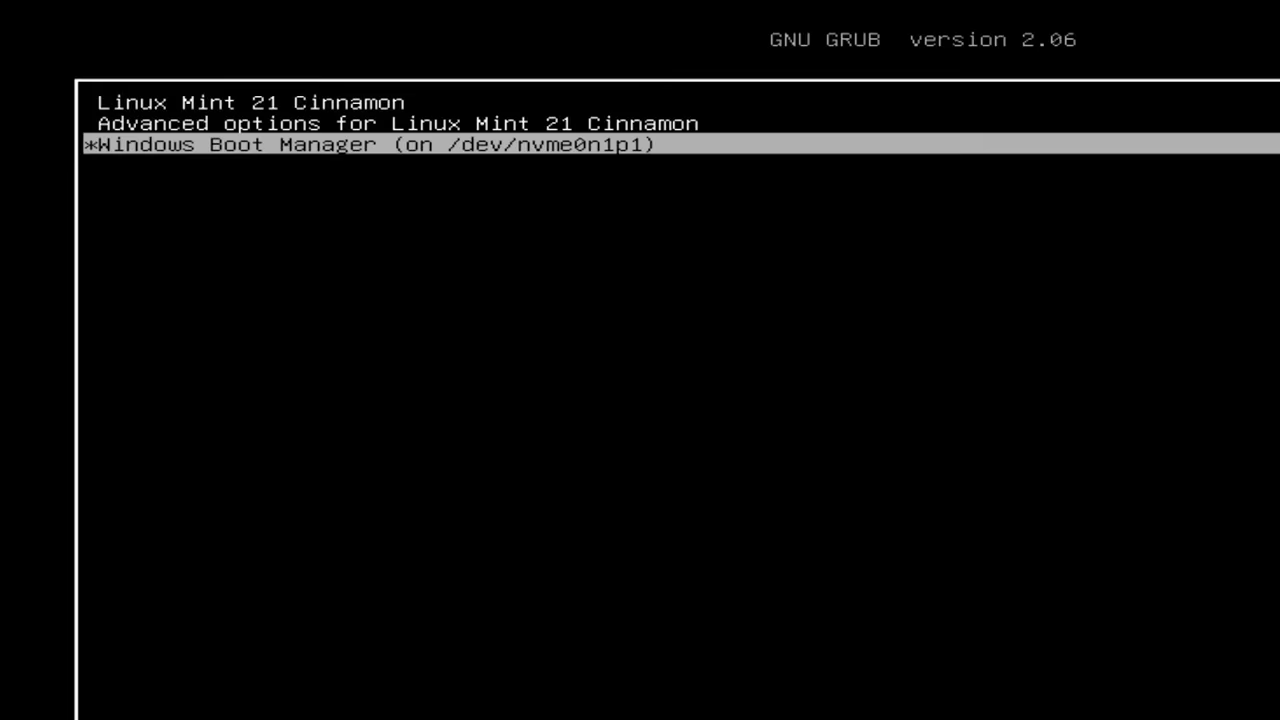 GNU GRUB  version 2.06
Linux Mint 21 Cinnamon
Advanced options for Linux Mint 21 Cinnamon
*Windows Boot Manager (on /dev/nvme0n1p1)